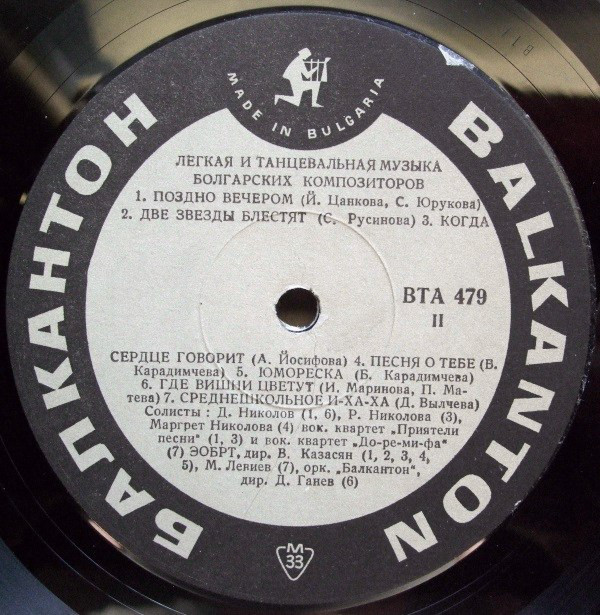 MADE IN BULGARIA
БАЛКАНТОН
BALKANTON
ЛЕГКАЯ И ТАНЦЕВАЛЬНАЯ МУЗЫКА
БОЛГАРСКИХ КОМПОЗИТОРОВ
1. ПОЗДНО ВЕЧЕРОМ (Й. Цанкова, С. Юрукова)
2. ДВЕ ЗВЕЗДЫ БЛЕСТЯТ (С. Русинова) 3. КОГДА
ВТА 479
II
СЕРДЦЕ ГОВОРИТ (А. Йосифова) 4. ПЕСНЯ О ТЕБЕ (В.
Карадимчева) 5. ЮМОРЕСКА (Б. Карадимчева)
6. ГДЕ ВИШНИ ЦВЕТУТ (И. Маринова, П. Ма-
тева) 7. СРЕДНЕШКОЛЬНОЕ И-ХА-ХА (Д. Вылчева)
Солисты: Д. Николов (1, 6), Р. Николова (3),
Маргрет Николова (4) вок. квартет „Приятели
песни" (1, 3) и вок. квартет „До-ре-ми-фа"
(7) ЭОБРТ, дир. В. Казасян (1, 2, 3, 4,
5), М. Левиев (7), орк. „Балкантон",
дир. Д. Ганев (6)
М
33